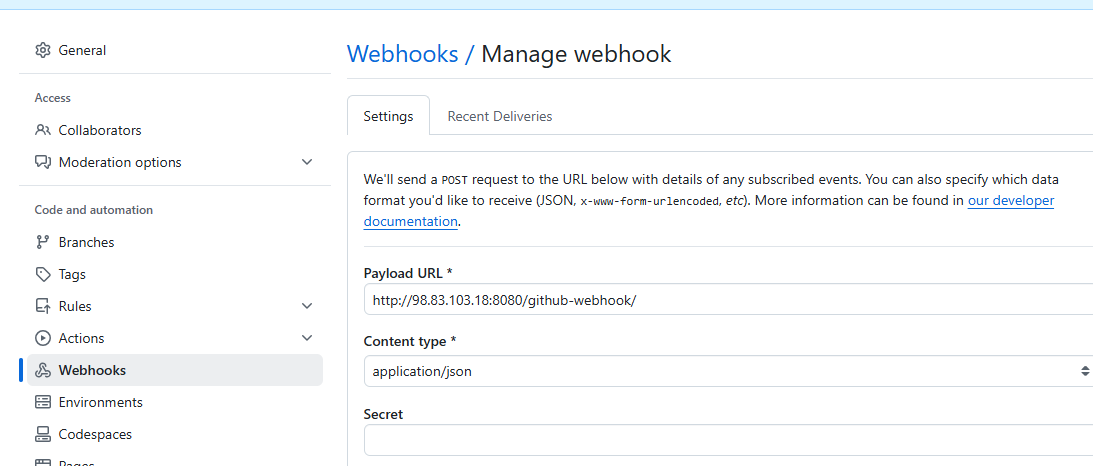 General
Access
Collaborators
Moderation options
Code and automation
Branches
Tags
Rules
Actions
Webhooks
Environments
Codespaces
Pages
Webhooks / Manage webhook
Settings
Recent Deliveries
We'll send a POST request to the URL below with details of any subscribed events. You can also specify which data
format you'd like to receive (JSON, x-www-form-urlencoded, etc). More information can be found in our developer
documentation.
Payload URL *
http://98.83.103.18:8080/github-webhook/
Content type *
application/json
Secret